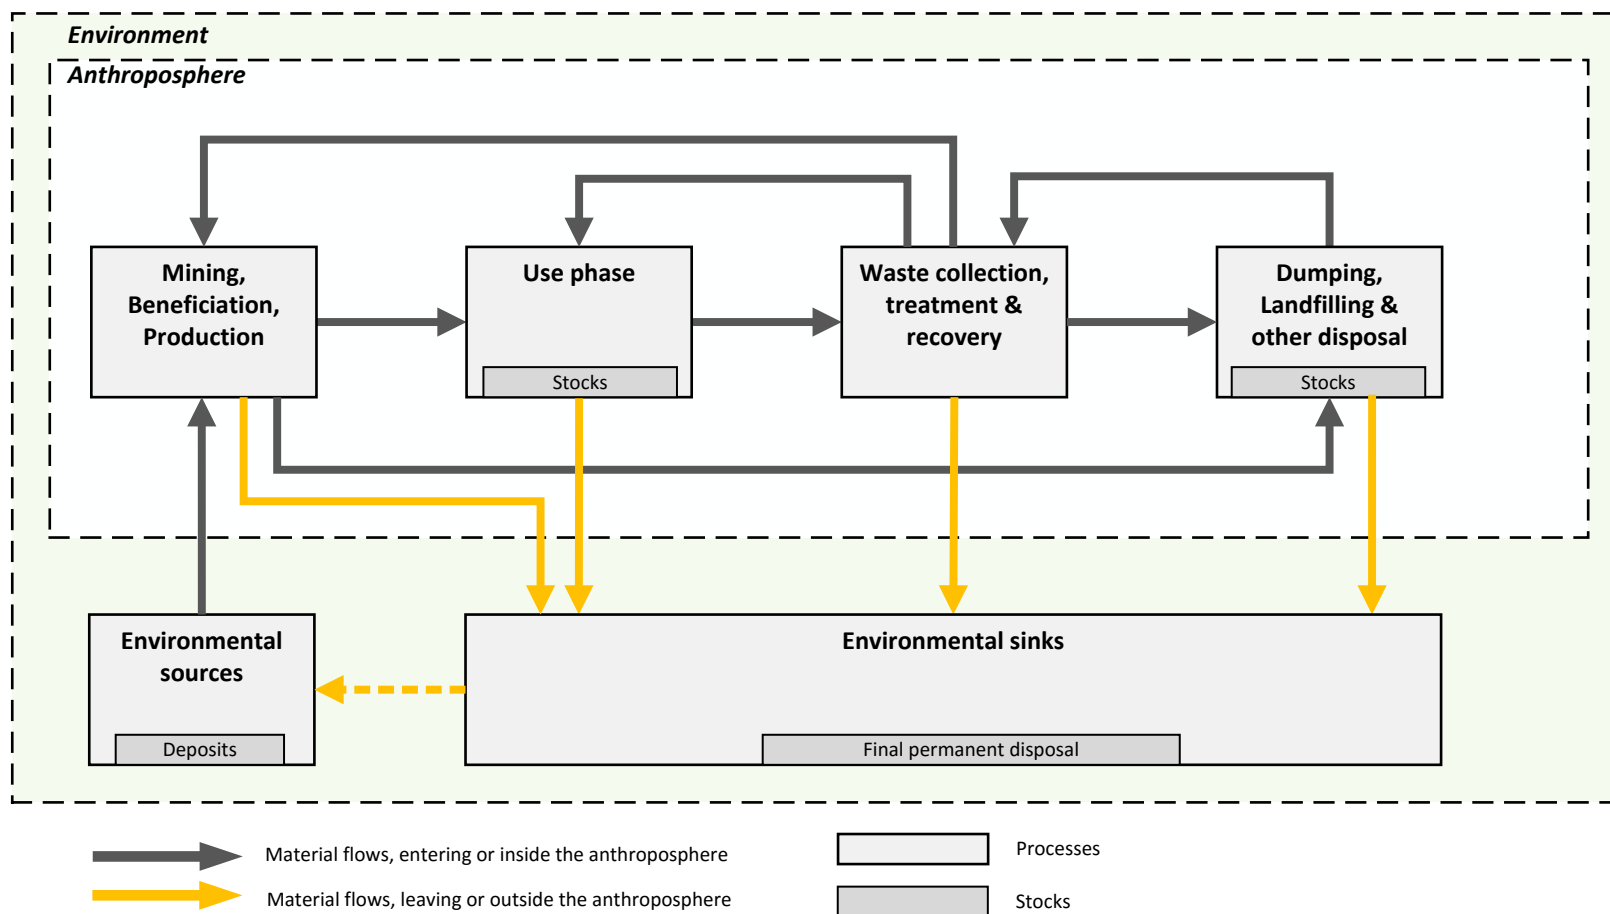 Environment
Anthroposphere
Mining,
Beneficiation,
Production
Use phase
Stocks
Waste collection,
treatment &
recovery
Dumping,
Landfilling &
other disposal
Stocks
Environmental
sources
Deposits
Environmental sinks
Final permanent disposal
Material flows, entering or inside the anthroposphere
Processes
Material flows, leaving or outside the anthroposphere
Stocks